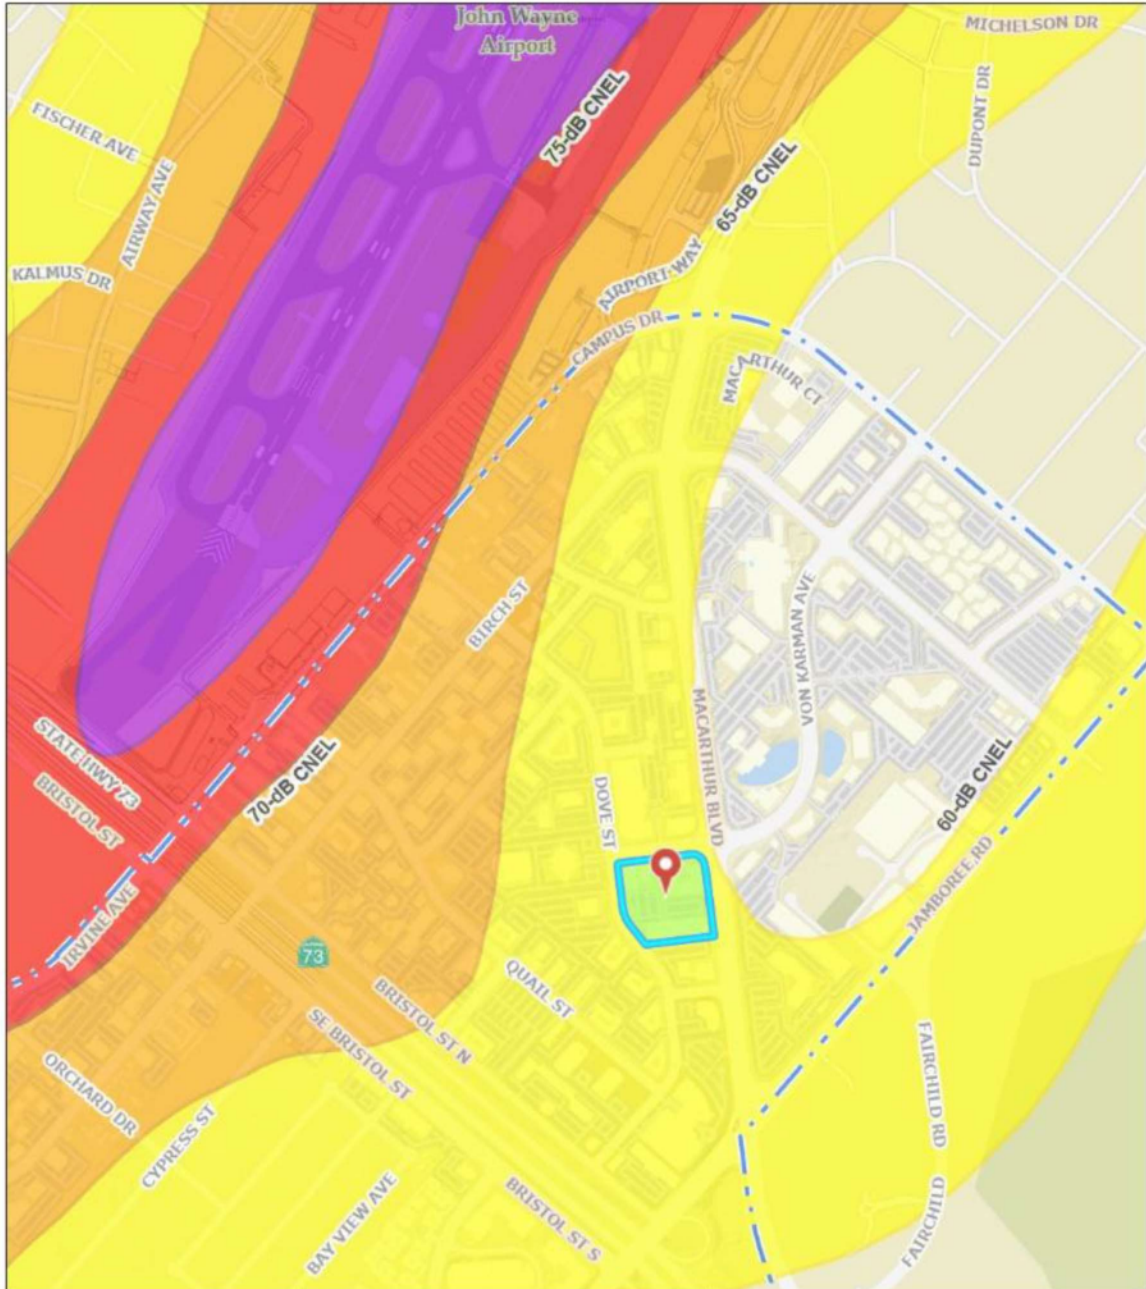 John Wayne
Airport
MICHELSON DR
DUPONT DR
FISCHER AVE
AIRWAY AVE
KALMUS DR
75-dB CNEL
65-dB CNEL
AIRPORT WAY
CAMPUS DR
MACARTHUR CT
BIRCH ST
VON KARMAN AVE
MACARTHUR BLVD
STATE HWY 73
BRISTOL ST
70-dB CNEL
DOVE ST
60-dB CNEL
JAMBOREE RD
IRVINE AVE
73
QUAIL ST
BRISTOL ST N
SE BRISTOL ST
ORCHARD DR
CYPRESS ST
FAIRCHILD RD
BAY VIEW AVE
BRISTOL ST S
FAIRCHILD